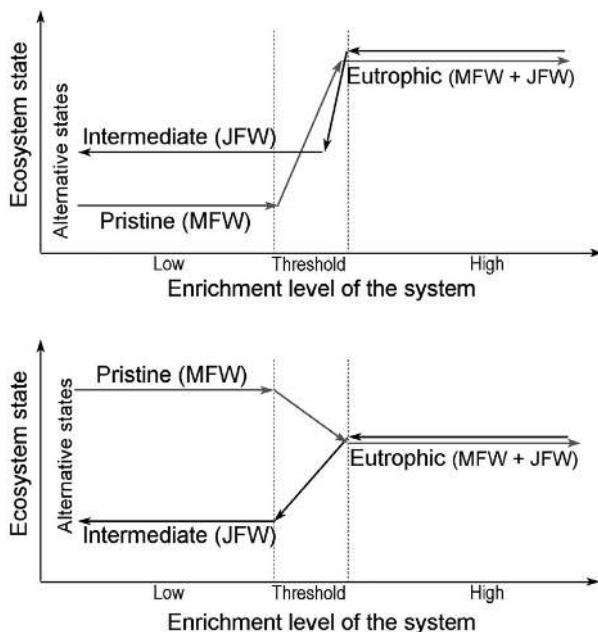 Ecosystem state
Alternative states
Eutrophic (MFW + JFW)
Intermediate (JFW)
Pristine (MFW)
Low
Threshold
High
Enrichment level of the system
Ecosystem state
Alternative states
Pristine (MFW)
Eutrophic (MFW + JFW)
Intermediate (JFW)
Low
Threshold
High
Enrichment level of the system